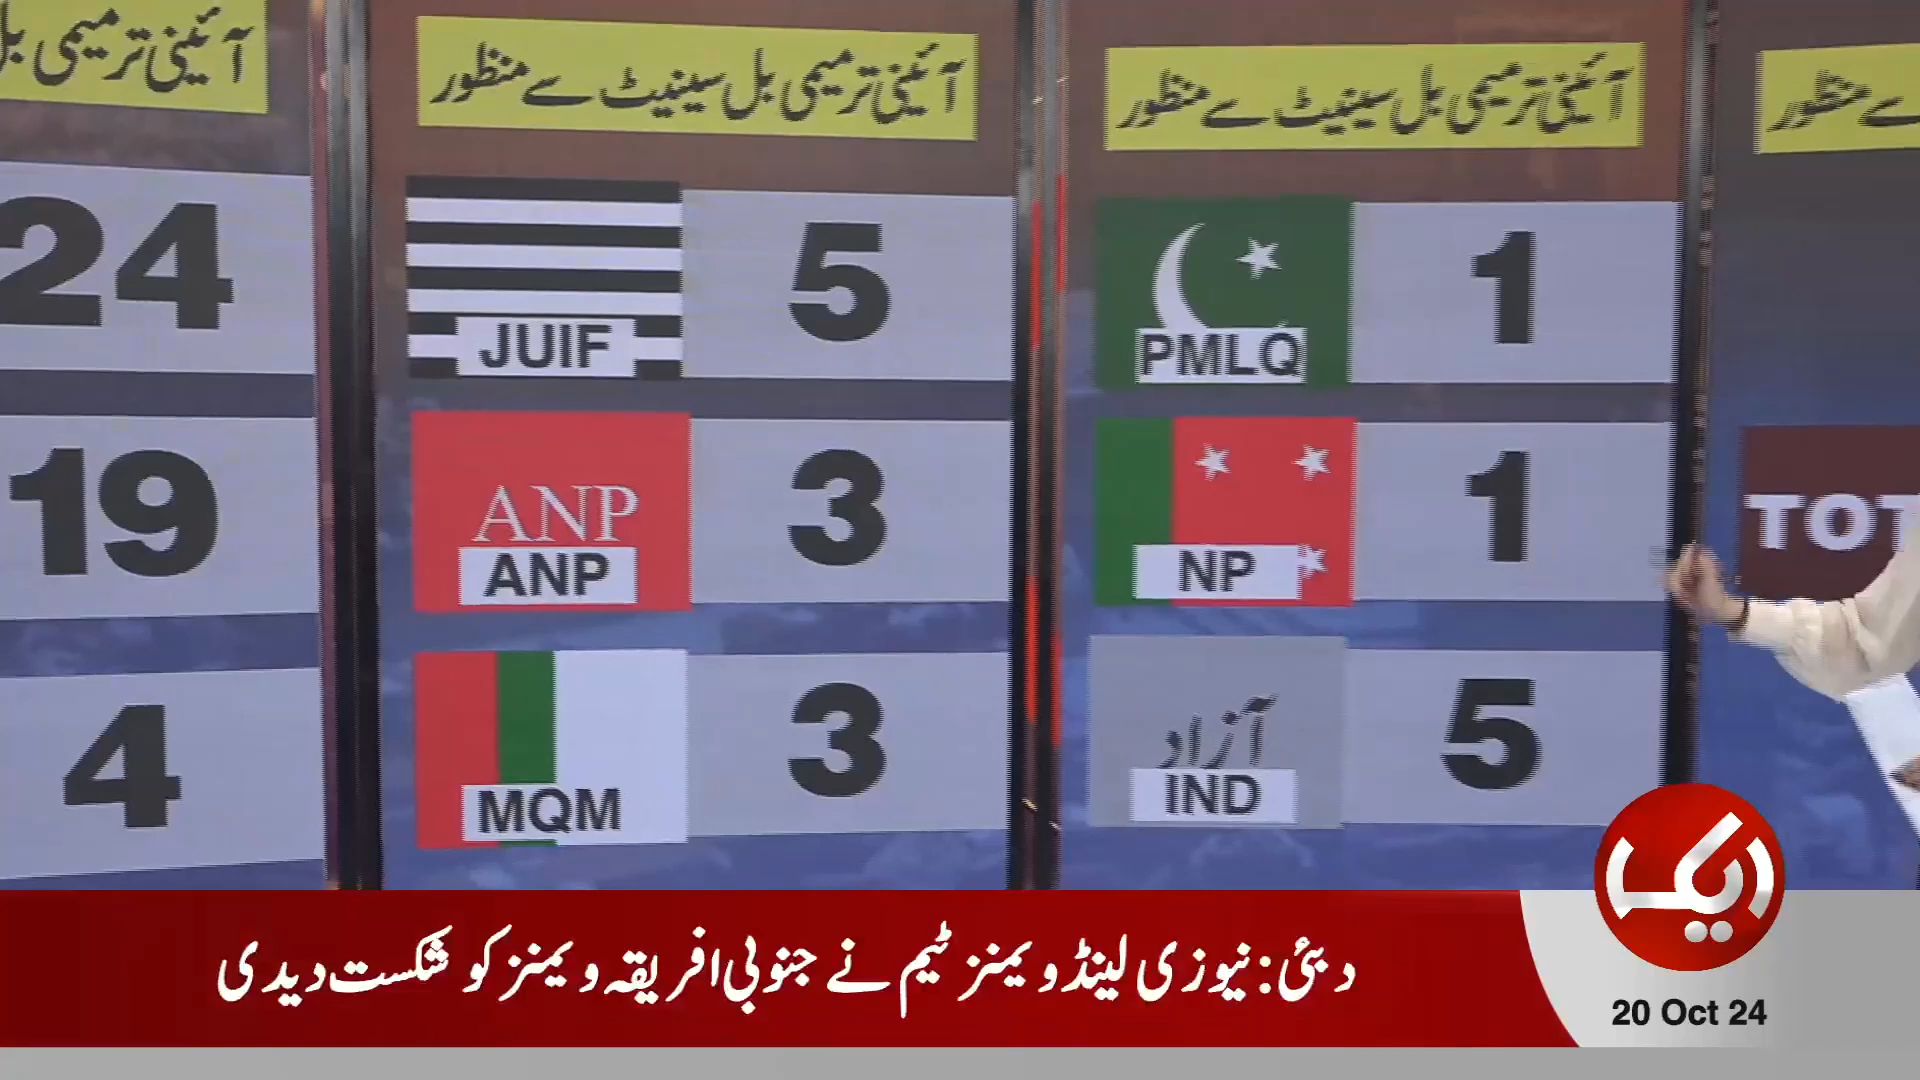 آئینی ترمیمی بل
24
19
4
آئینی ترمیمی بل سینیٹ سے منظور
JUIF 5
ANP
ANP 3
MQM 3
آئینی ترمیمی بل سینیٹ سے منظور
PMLQ 1
NP 1
آزاد
IND 5
سے منظور
TOT
ایک
دبئی: نیوزی لینڈ ویمنز ٹیم نے جنوبی افریقہ ویمنز کو شکست دیدی
20 Oct 24